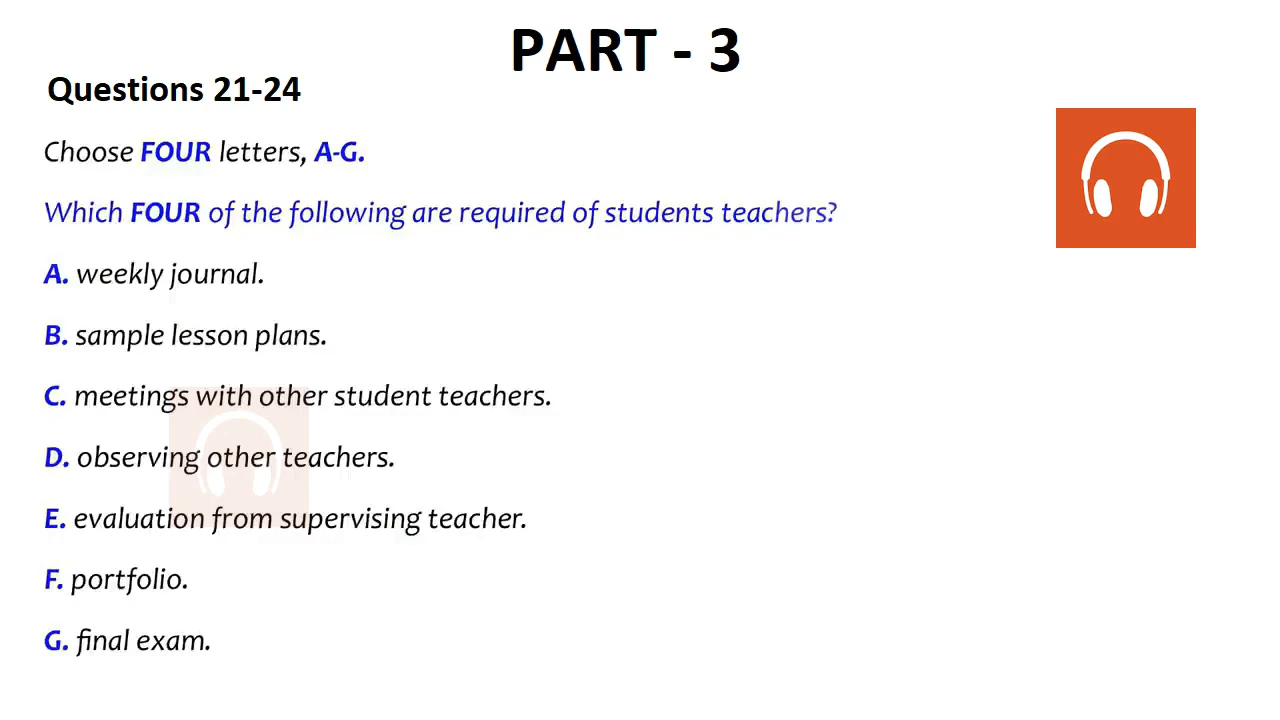 PART - 3
Questions 21-24
Choose FOUR letters, A-G.
Which FOUR of the following are required of students teachers?
A. weekly journal.
B. sample lesson plans.
C. meetings with other student teachers.
D. observing other teachers.
E. evaluation from supervising teacher.
F. portfolio.
G. final exam.